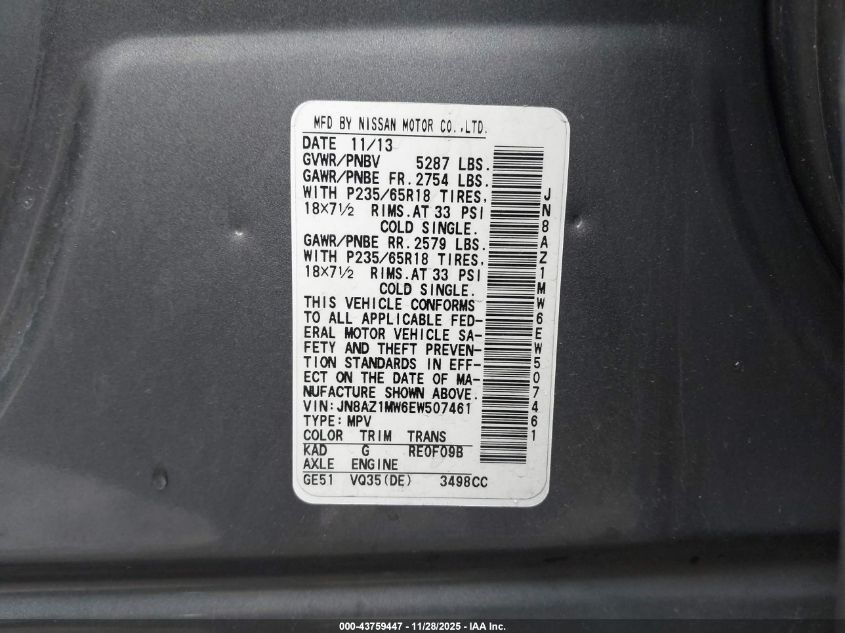 MFD BY NISSAN MOTOR CO.,LTD.
DATE 11/13
GVWR/PNBV 5287 LBS.
GAWR/PNBE FR. 2754 LBS.
WITH P235/65R18 TIRES,
18×7½ RIMS.AT 33 PSI
COLD SINGLE.
GAWR/PNBE RR. 2579 LBS.
WITH P235/65R18 TIRES,
18×7½ RIMS.AT 33 PSI
COLD SINGLE.
THIS VEHICLE CONFORMS
TO ALL APPLICABLE FED-
ERAL MOTOR VEHICLE SA-
FETY AND THEFT PREVEN-
TION STANDARDS IN EFF-
ECT ON THE DATE OF MA-
NUFACTURE SHOWN ABOVE.
VIN:JN8AZ1MW6EW507461
TYPE:MPV
COLOR TRIM TRANS
KAD G RE0F09B
AXLE ENGINE
GE51 VQ35(DE) 3498CC
JN8AZ1MW6EW507461
000-43759447 - 11/28/2025 - IAA Inc.